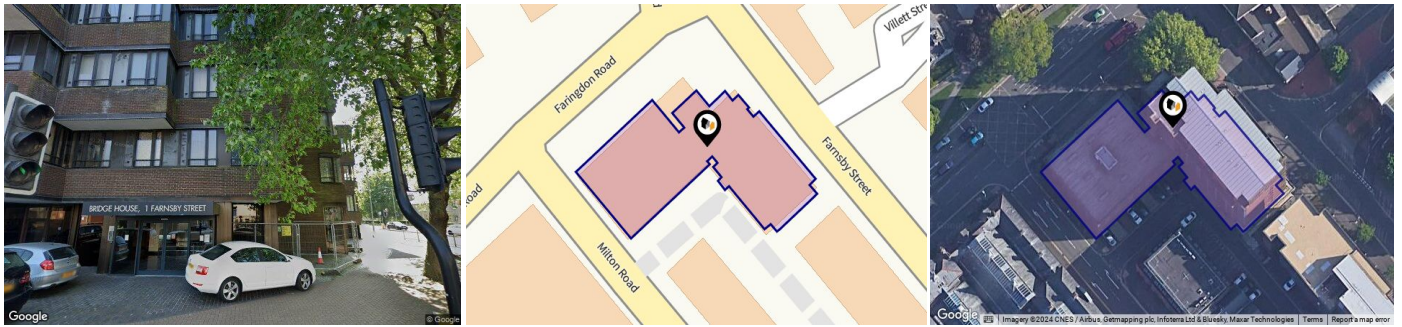 BRIDGE HOUSE, 1 FARNSBY STREET
Google
© Google
Faringdon Road
Villett Stree
Farnsby Street
Road
Milton Road
Google
Imagery ©2024 CNES / Airbus, Getmapping plc, Infoterra Ltd & Bluesky, Maxar Technologies
Terms
Report a map error